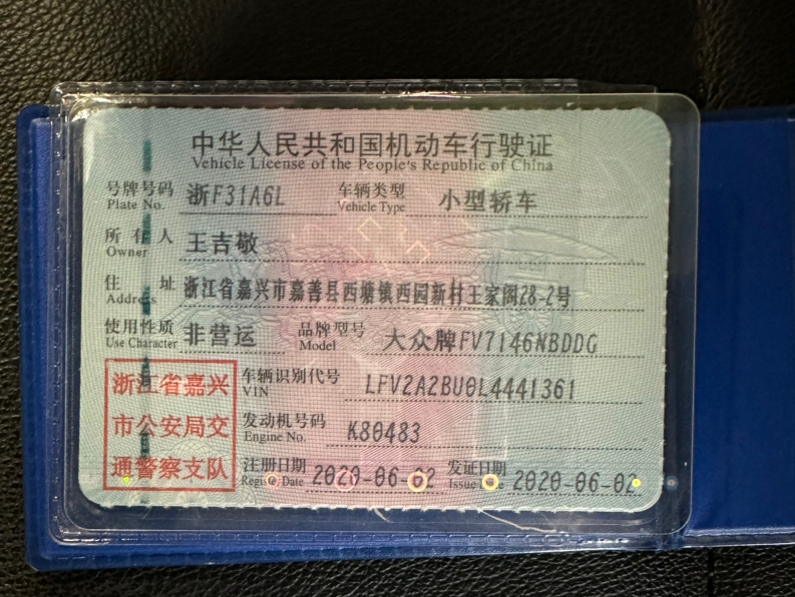 中华人民共和国机动车行驶证
Vehicle License of the People's Republic of China
号牌号码 浙F31A6L 车辆类型 小型轿车
Plate No. Vehicle Type
所有人 王吉敬
Owner
住址 浙江省嘉兴市嘉善县西塘镇西园新村王家阁28-2号
Address
使用性质 非营运 品牌型号 大众牌FV7146NBDDG
Use Character Model
浙江省嘉兴 车辆识别代号 LFV2A2BU0L4441361
VIN
市公安局交 发动机号码 K80483
Engine No.
通警察支队 注册日期 2020-06-02 发证日期 2020-06-02
Register Date Issue Date